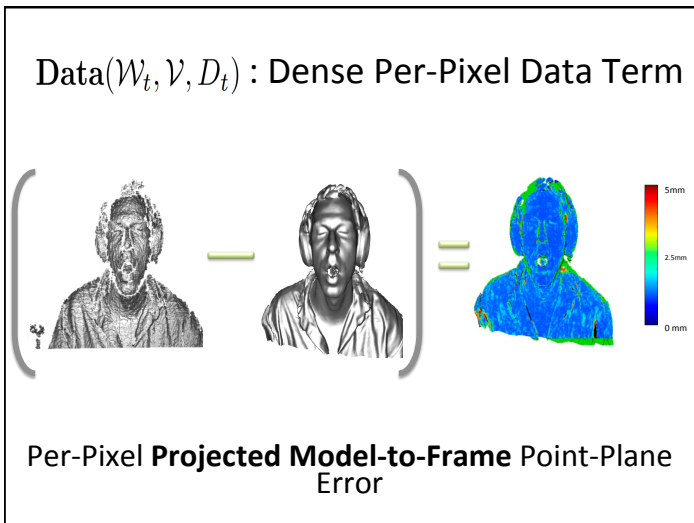 Data(𝒲ₜ, 𝒱, Dₜ) : Dense Per-Pixel Data Term
5mm
2.5mm
0 mm
Per-Pixel Projected Model-to-Frame Point-Plane
Error